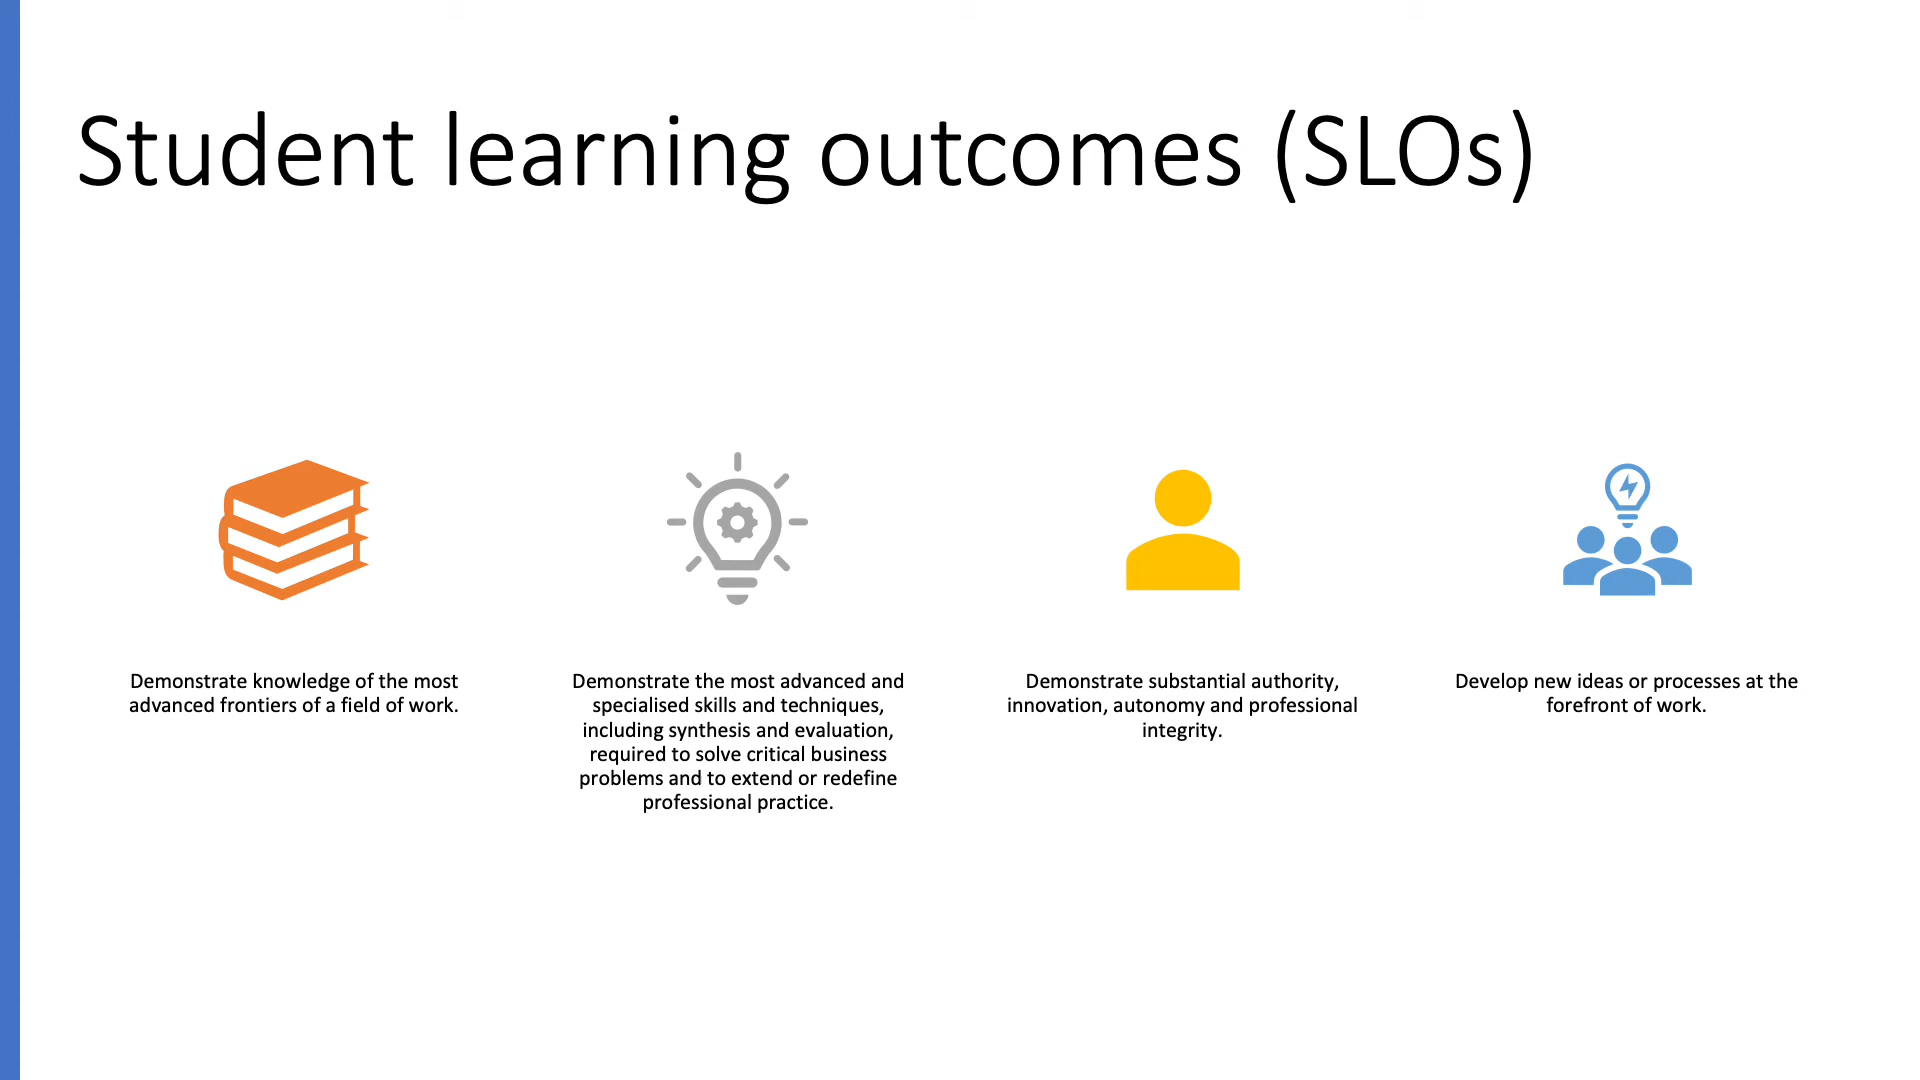 Student learning outcomes (SLOs)
Demonstrate knowledge of the most
advanced frontiers of a field of work.
Demonstrate the most advanced and
specialised skills and techniques,
including synthesis and evaluation,
required to solve critical business
problems and to extend or redefine
professional practice.
Demonstrate substantial authority,
innovation, autonomy and professional
integrity.
Develop new ideas or processes at the
forefront of work.